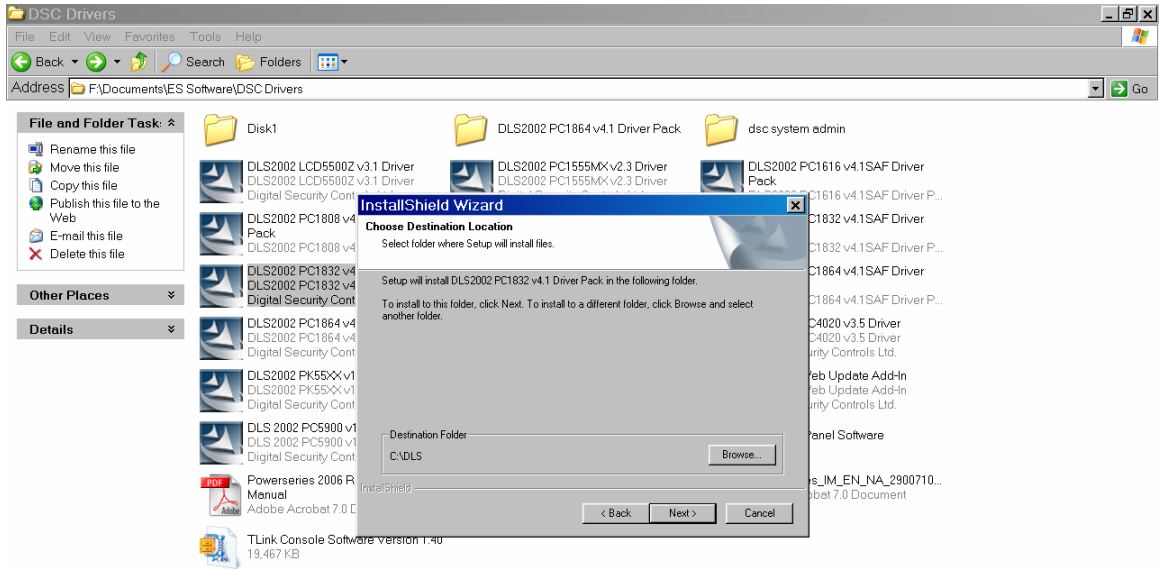 DSC Drivers
File Edit View Favorites Tools Help
Back Search Folders
Address F:\Documents\ES Software\DSC Drivers Go
File and Folder Task
Rename this file
Move this file
Copy this file
Publish this file to the
Web
E-mail this file
Delete this file
Other Places
Details
Disk1
DLS2002 PC1864 v4.1 Driver Pack
dsc system admin
DLS2002 LCD5500Z v3.1 Driver
DLS2002 LCD5500Z v3.1 Driver
Digital Security Cont
DLS2002 PC1555MX v2.3 Driver
DLS2002 PC1555MX v2.3 Driver
DLS2002 PC1616 v4.1SAF Driver
Pack
PC1616 v4.1SAF Driver P...
DLS2002 PC1808 v4
Pack
DLS2002 PC1808 v4
C1832 v4.1SAF Driver
C1832 v4.1SAF Driver P...
DLS2002 PC1832 v4
DLS2002 PC1832 v4
Digital Security Cont
C1864 v4.1SAF Driver
C1864 v4.1SAF Driver P...
DLS2002 PC1864 v4
DLS2002 PC1864 v4
Digital Security Cont
C4020 v3.5 Driver
C4020 v3.5 Driver
urity Controls Ltd.
DLS2002 PK55XX v1
DLS2002 PK55XX v1
Digital Security Cont
eb Update Add-In
eb Update Add-In
urity Controls Ltd.
DLS 2002 PC5900 v1
DLS 2002 PC5900 v1
Digital Security Cont
Panel Software
PDF
Adobe
Powerseries 2006 R
Manual
Adobe Acrobat 7.0 D
s_IM_EN_NA_2900710...
obat 7.0 Document
TLink Console Software Version 1.40
19,467 KB
InstallShield Wizard
Choose Destination Location
Select folder where Setup will install files.
Setup will install DLS2002 PC1832 v4.1 Driver Pack in the following folder.
To install to this folder, click Next. To install to a different folder, click Browse and select
another folder.
Destination Folder
C:\DLS
Browse...
InstallShield
< Back Next > Cancel